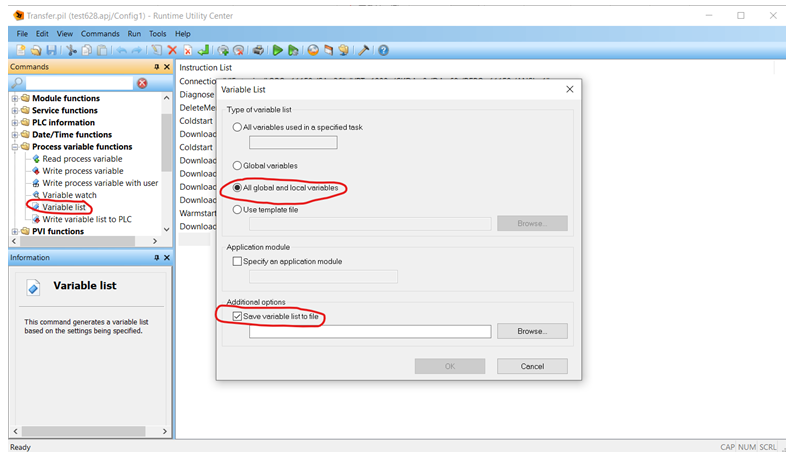 Transfer.pil (test628.apj/Config1) - Runtime Utility Center
File Edit View Commands Run Tools Help
Commands
Module functions
Service functions
PLC information
Date/Time functions
Process variable functions
Read process variable
Write process variable
Write process variable with user
Variable watch
Variable list
Write variable list to PLC
PVI functions
Information
Variable list
This command generates a variable list
based on the settings being specified.
Instruction List
Connection
Diagnose
DeleteMe
Coldstart
Download
Coldstart
Download
Download
Download
Download
Warmstart
Download
Variable List
Type of variable list
All variables used in a specified task
Global variables
All global and local variables
Use template file
Browse...
Application module
Specify an application module
Additional options
Save variable list to file
Browse...
OK
Cancel
Ready
CAP NUM SCRL